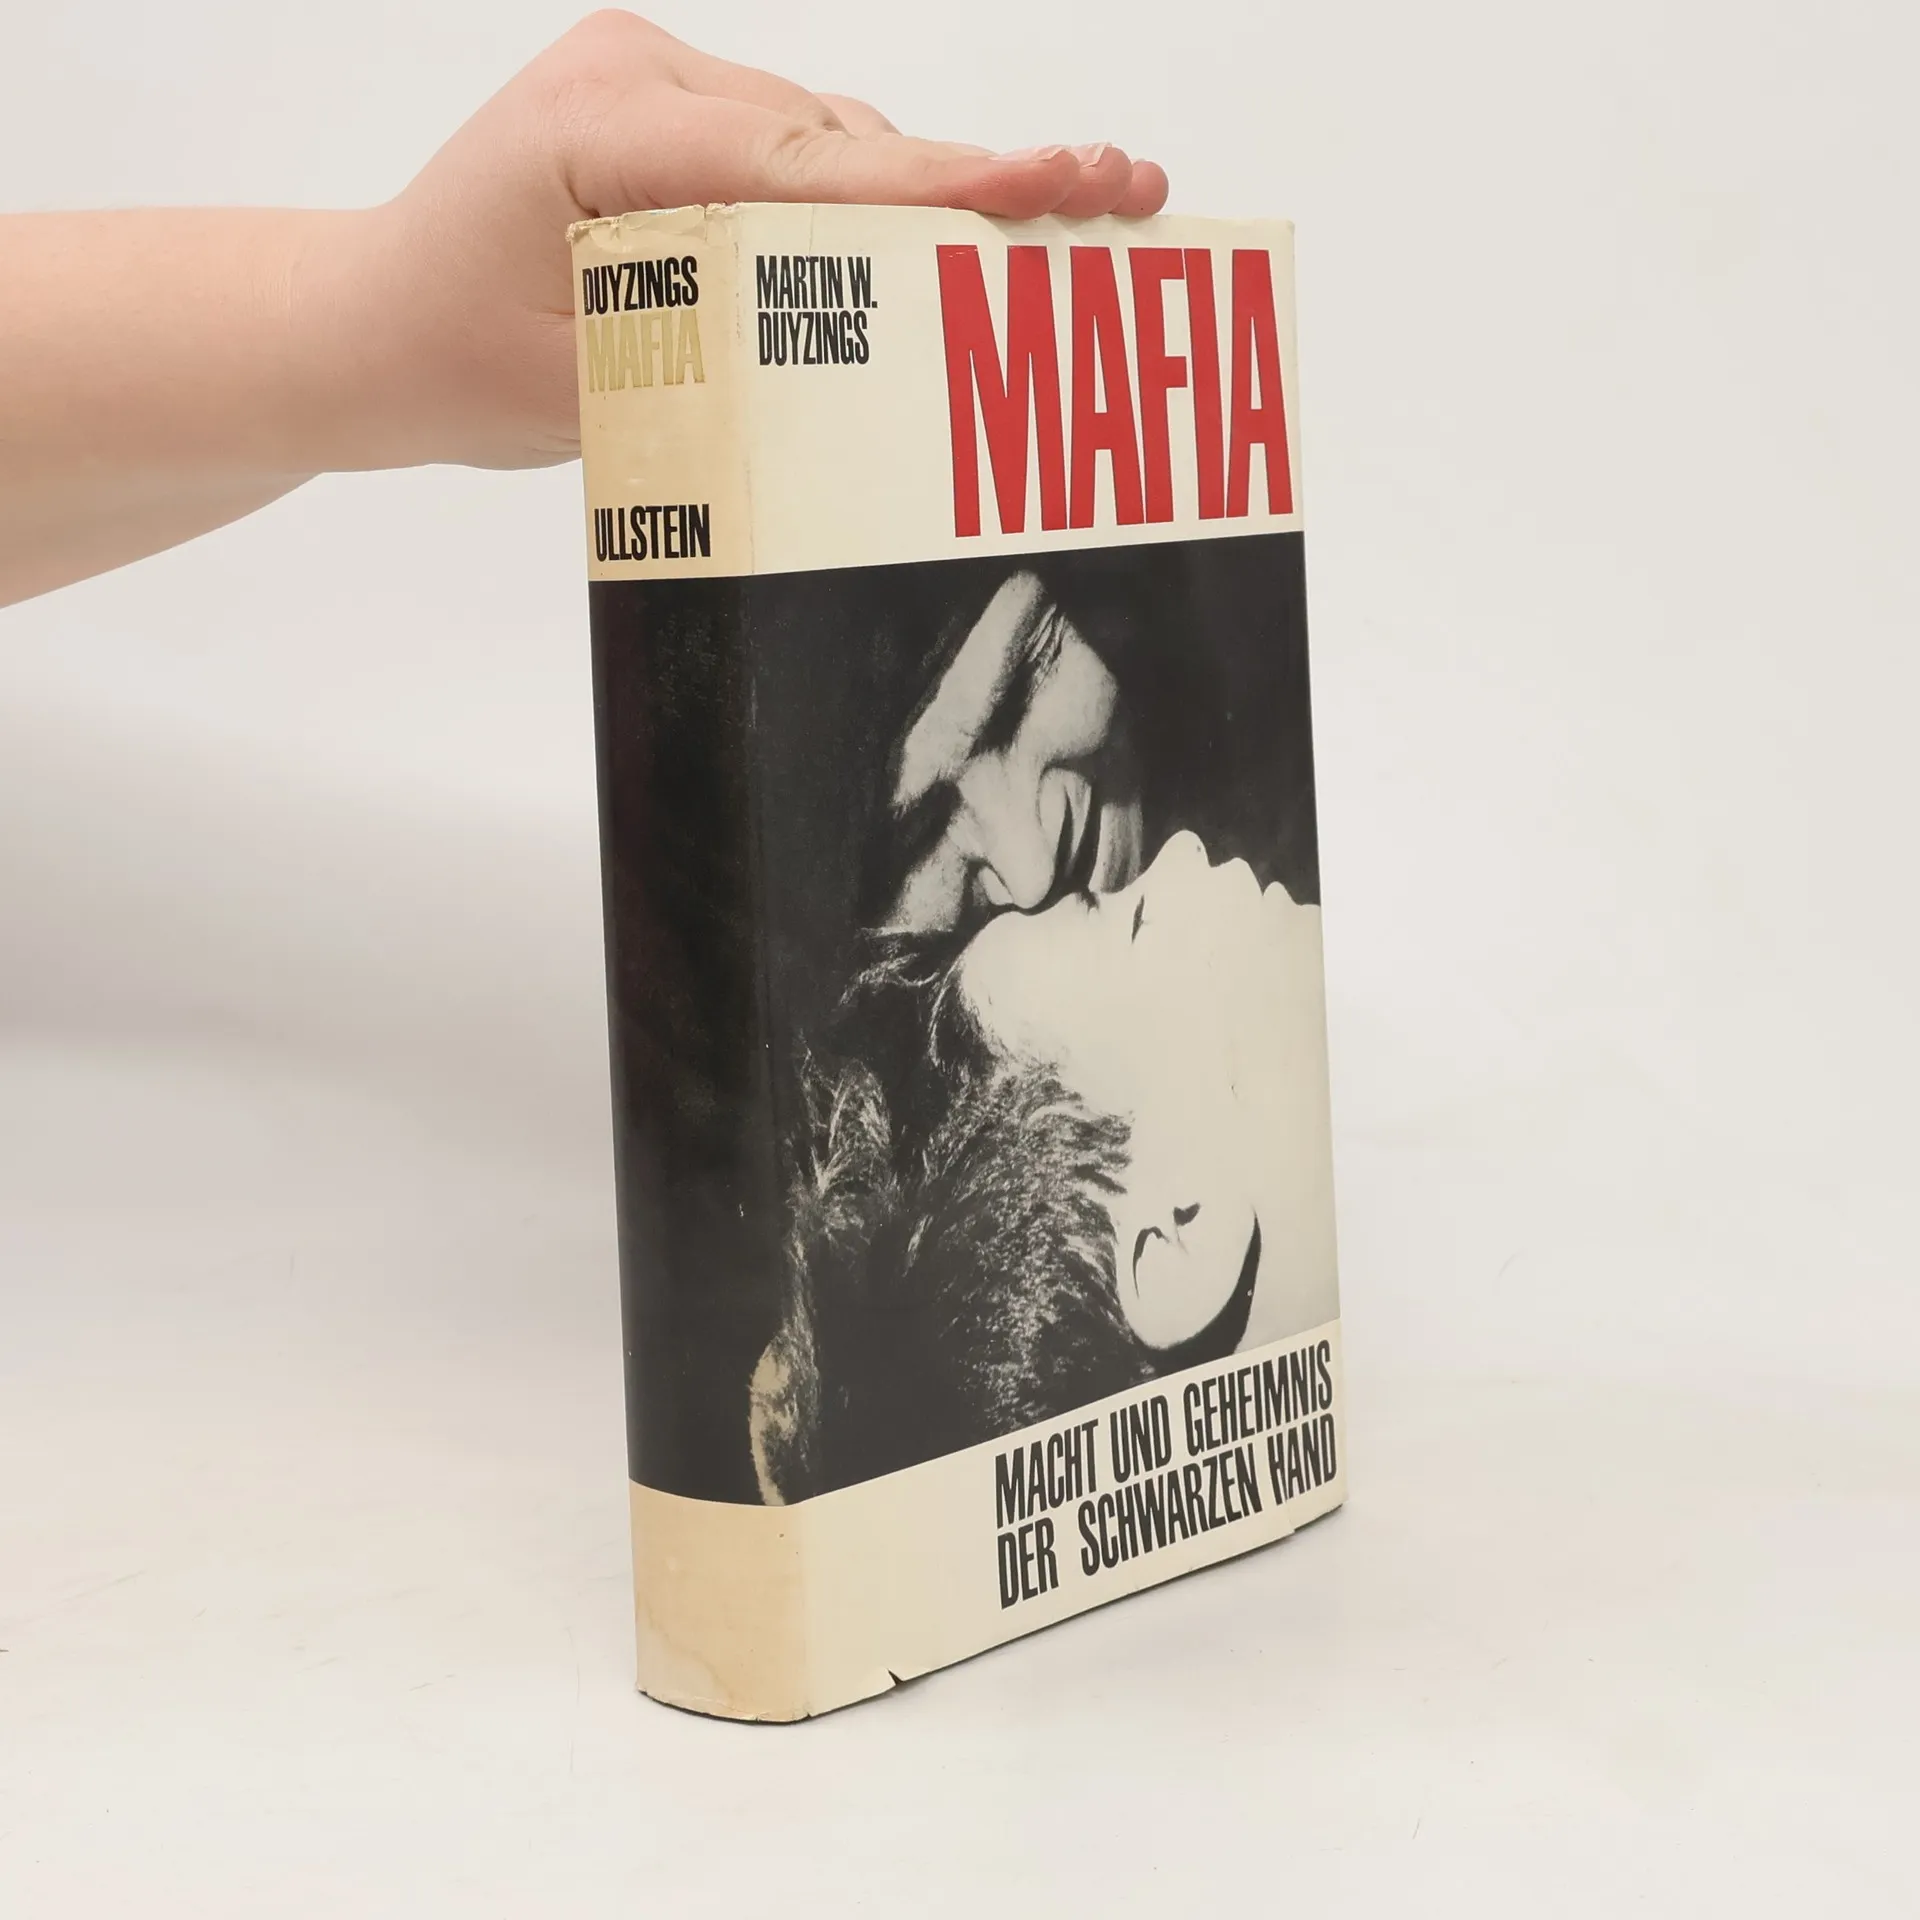 DUYZINGS
MAFIA
ULLSTEIN
MARTIN W.
DUYZINGS
MAFIA
MACHT UND GEHEIMNIS
DER SCHWARZEN HAND